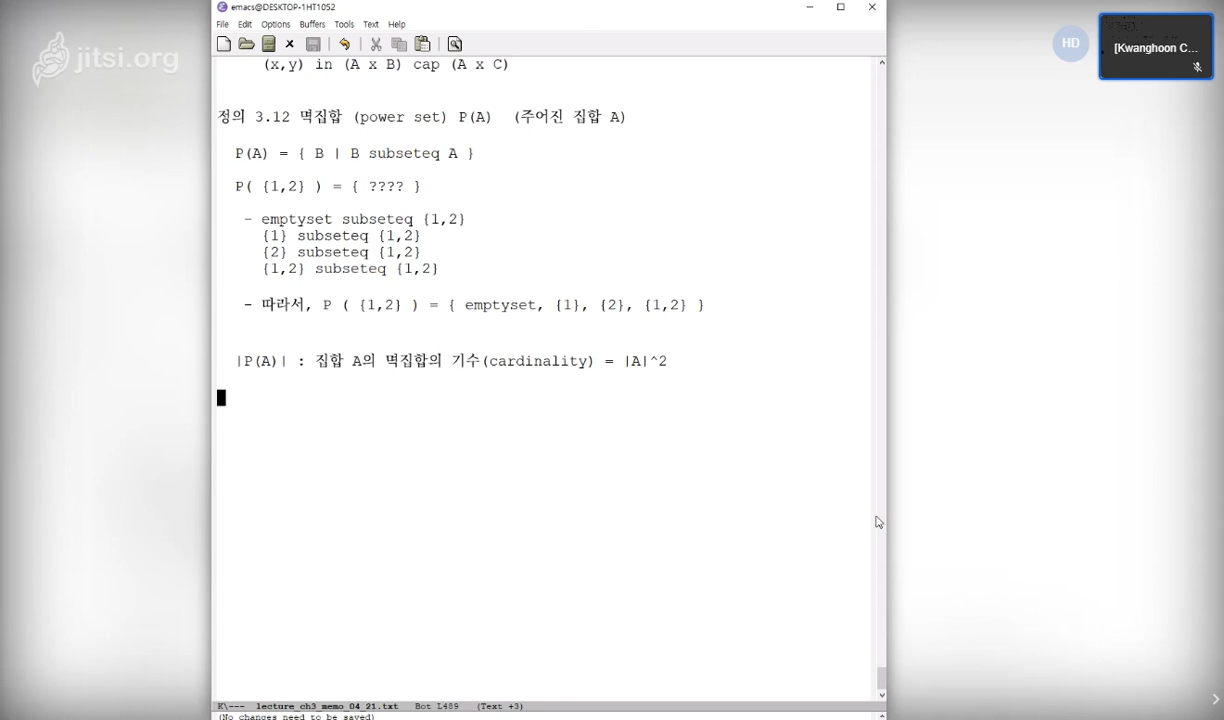 emacs@DESKTOP-1HT1052
File Edit Options Buffers Tools Text Help
jitsi.org
HD
[Kwanghoon C...
(x,y) in (A x B) cap (A x C)
정의 3.12 멱집합 (power set) P(A) (주어진 집합 A)
P(A) = { B | B subseteq A }
P( {1,2} ) = { ???? }
- emptyset subseteq {1,2}
{1} subseteq {1,2}
{2} subseteq {1,2}
{1,2} subseteq {1,2}
- 따라서, P ( {1,2} ) = { emptyset, {1}, {2}, {1,2} }
|P(A)| : 집합 A의 멱집합의 기수(cardinality) = |A|^2
K\--- lecture_ch3_memo_04_21.txt Bot L489 (Text +3)
(No changes need to be saved)